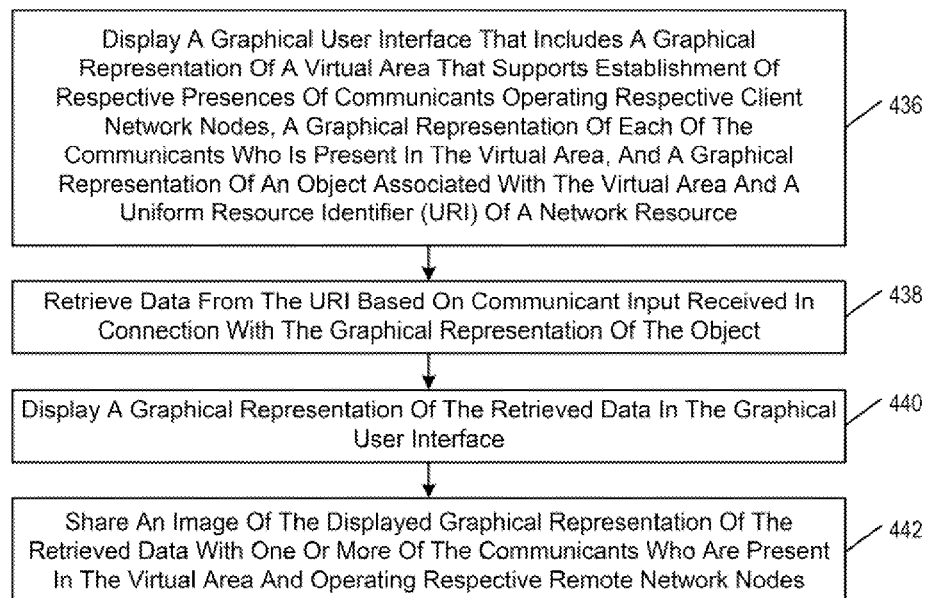 Display A Graphical User Interface That Includes A Graphical
Representation Of A Virtual Area That Supports Establishment Of
Respective Presences Of Communicants Operating Respective Client
Network Nodes, A Graphical Representation Of Each Of The
Communicants Who Is Present In The Virtual Area, And A Graphical
Representation Of An Object Associated With The Virtual Area And A
Uniform Resource Identifier (URI) Of A Network Resource
436
Retrieve Data From The URI Based On Communicant Input Received In
Connection With The Graphical Representation Of The Object
438
Display A Graphical Representation Of The Retrieved Data In The Graphical
User Interface
440
Share An Image Of The Displayed Graphical Representation Of The
Retrieved Data With One Or More Of The Communicants Who Are Present
In The Virtual Area And Operating Respective Remote Network Nodes
442